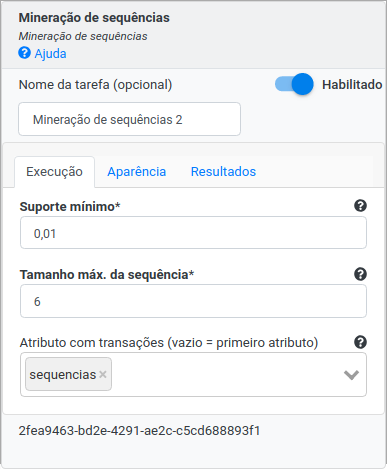 Mineração de sequências
Mineração de sequências
Ajuda
Nome da tarefa (opcional)
Habilitado
Mineração de sequências 2
Execução
Aparência
Resultados
Suporte mínimo*
0,01
Tamanho máx. da sequência*
6
Atributo com transações (vazio = primeiro atributo)
sequencias ×
2fea9463-bd2e-4291-ae2c-c5cd688893f1